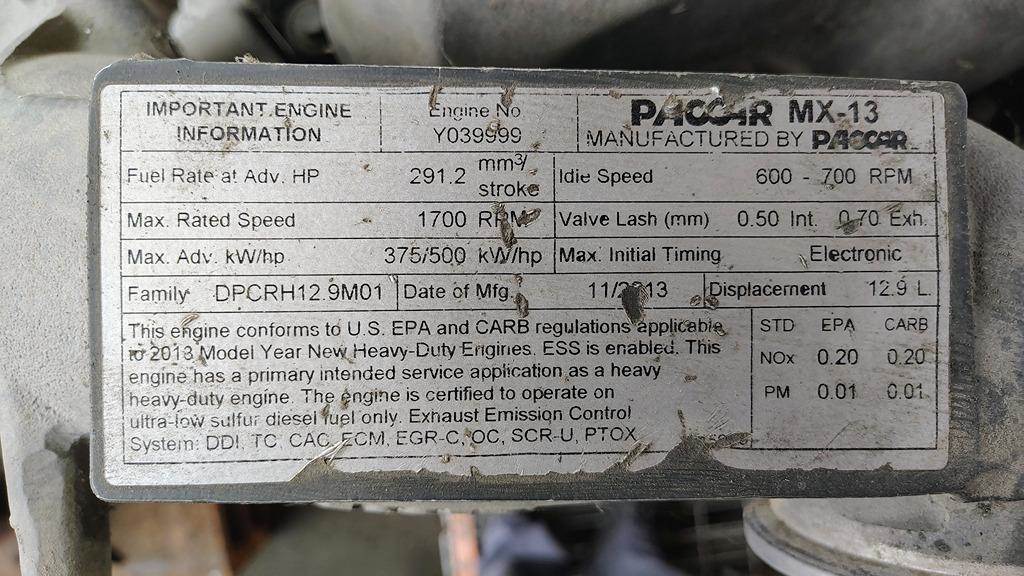 IMPORTANT ENGINE
INFORMATION
Engine No
Y039999
PACCAR MX-13
MANUFACTURED BY PACCAR
Fuel Rate at Adv. HP 291.2 mm³/
stroke
Idle Speed 600 - 700 RPM
Max. Rated Speed 1700 RPM
Valve Lash (mm) 0.50 Int. 0.70 Exh.
Max. Adv. kW/hp 375/500 kW/hp
Max. Initial Timing Electronic
Family DPCRH12.9M01
Date of Mfg. 11/2013
Displacement 12.9 L
This engine conforms to U.S. EPA and CARB regulations applicable
to 2013 Model Year New Heavy-Duty Engines. ESS is enabled. This
engine has a primary intended service application as a heavy
heavy-duty engine. The engine is certified to operate on
ultra-low sulfur diesel fuel only. Exhaust Emission Control
System: DDI, TC, CAC, ECM, EGR-C, OC, SCR-U, PTOX
STD EPA CARB
NOx 0.20 0.20
PM 0.01 0.01